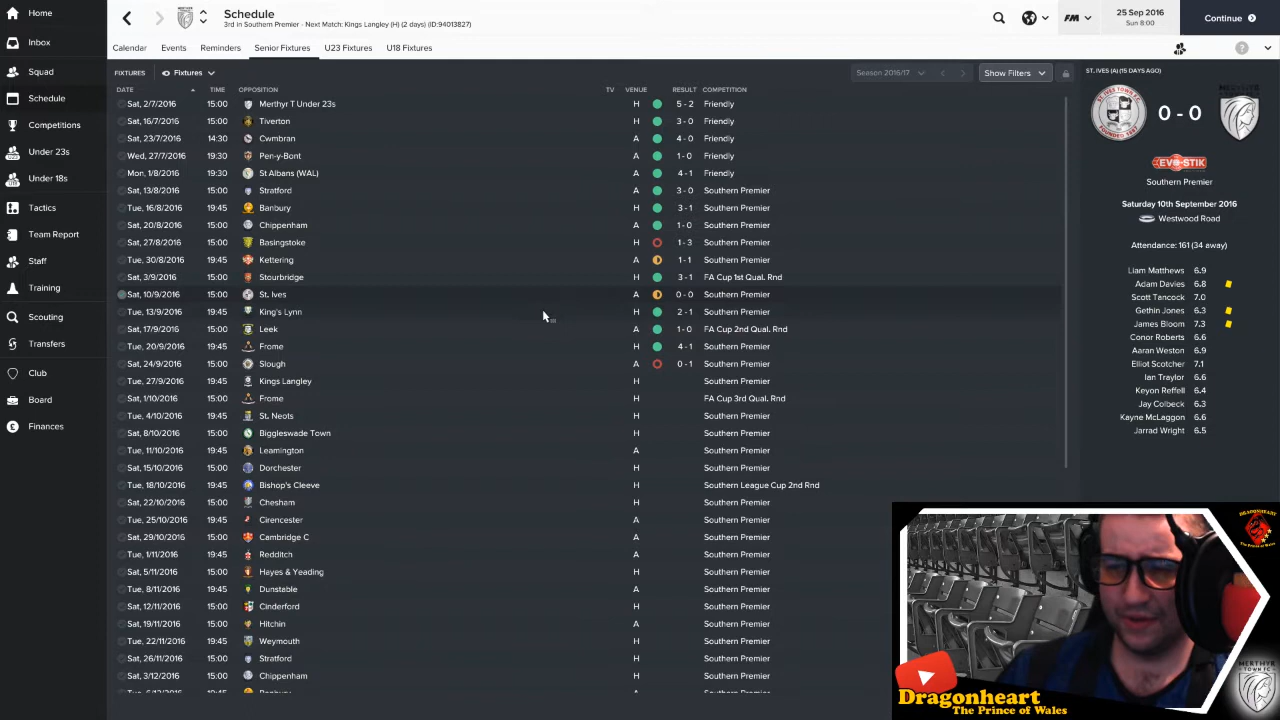 Home
Inbox
Squad
Schedule
Competitions
Under 23s
Under 18s
Tactics
Team Report
Staff
Training
Scouting
Transfers
Club
Board
Finances
Schedule
3rd in Southern Premier - Next Match: Kings Langley (H) (2 days) (ID:94013827)
FM
25 Sep 2016
Sun 8:00
Continue
Calendar Events Reminders Senior Fixtures U23 Fixtures U18 Fixtures
FIXTURES Fixtures Season 2016/17 Show Filters
DATE TIME OPPOSITION TV VENUE RESULT COMPETITION
Sat, 2/7/2016 15:00 Merthyr T Under 23s H 5 - 2 Friendly
Sat, 16/7/2016 15:00 Tiverton H 3 - 0 Friendly
Sat, 23/7/2016 14:30 Cwmbran A 4 - 0 Friendly
Wed, 27/7/2016 19:30 Pen-y-Bont A 1 - 0 Friendly
Mon, 1/8/2016 19:30 St Albans (WAL) A 4 - 1 Friendly
Sat, 13/8/2016 15:00 Stratford A 3 - 0 Southern Premier
Tue, 16/8/2016 19:45 Banbury H 3 - 1 Southern Premier
Sat, 20/8/2016 15:00 Chippenham A 1 - 0 Southern Premier
Sat, 27/8/2016 15:00 Basingstoke H 1 - 3 Southern Premier
Tue, 30/8/2016 19:45 Kettering A 1 - 1 Southern Premier
Sat, 3/9/2016 15:00 Stourbridge H 3 - 1 FA Cup 1st Qual. Rnd
Sat, 10/9/2016 15:00 St. Ives A 0 - 0 Southern Premier
Tue, 13/9/2016 19:45 King's Lynn H 2 - 1 Southern Premier
Sat, 17/9/2016 15:00 Leek A 1 - 0 FA Cup 2nd Qual. Rnd
Tue, 20/9/2016 19:45 Frome H 4 - 1 Southern Premier
Sat, 24/9/2016 15:00 Slough A 0 - 1 Southern Premier
Tue, 27/9/2016 19:45 Kings Langley H Southern Premier
Sat, 1/10/2016 15:00 Frome H FA Cup 3rd Qual. Rnd
Tue, 4/10/2016 19:45 St. Neots H Southern Premier
Sat, 8/10/2016 15:00 Biggleswade Town H Southern Premier
Tue, 11/10/2016 19:45 Leamington A Southern Premier
Sat, 15/10/2016 15:00 Dorchester H Southern Premier
Tue, 18/10/2016 19:45 Bishop's Cleeve H Southern League Cup 2nd Rnd
Sat, 22/10/2016 15:00 Chesham H Southern Premier
Tue, 25/10/2016 19:45 Cirencester A Southern Premier
Sat, 29/10/2016 15:00 Cambridge C A Southern Premier
Tue, 1/11/2016 19:45 Redditch A Southern Premier
Sat, 5/11/2016 15:00 Hayes & Yeading H Southern Premier
Tue, 8/11/2016 19:45 Dunstable A Southern Premier
Sat, 12/11/2016 15:00 Cinderford H Southern Premier
Sat, 19/11/2016 15:00 Hitchin A Southern Premier
Tue, 22/11/2016 19:45 Weymouth H Southern Premier
Sat, 26/11/2016 15:00 Stratford H Southern Premier
Sat, 3/12/2016 15:00 Chippenham H Southern Premier
ST. IVES (A) (15 DAYS AGO)
0 - 0
EVO-STIK
Southern Premier
Saturday 10th September 2016
Westwood Road
Attendance: 161 (34 away)
Liam Matthews 6.9
Adam Davies 6.8
Scott Tancock 7.0
Gethin Jones 6.3
James Bloom 7.3
Conor Roberts 6.6
Aaran Weston 6.9
Elliot Scotcher 7.1
Ian Traylor 6.6
Keyon Reffell 6.4
Jay Colbeck 6.3
Kayne McLaggon 6.6
Jarrad Wright 6.5
DRAGONHEART
The Prince of Wales
Dragonheart
The Prince of Wales
MERTHYR
TOWN FC